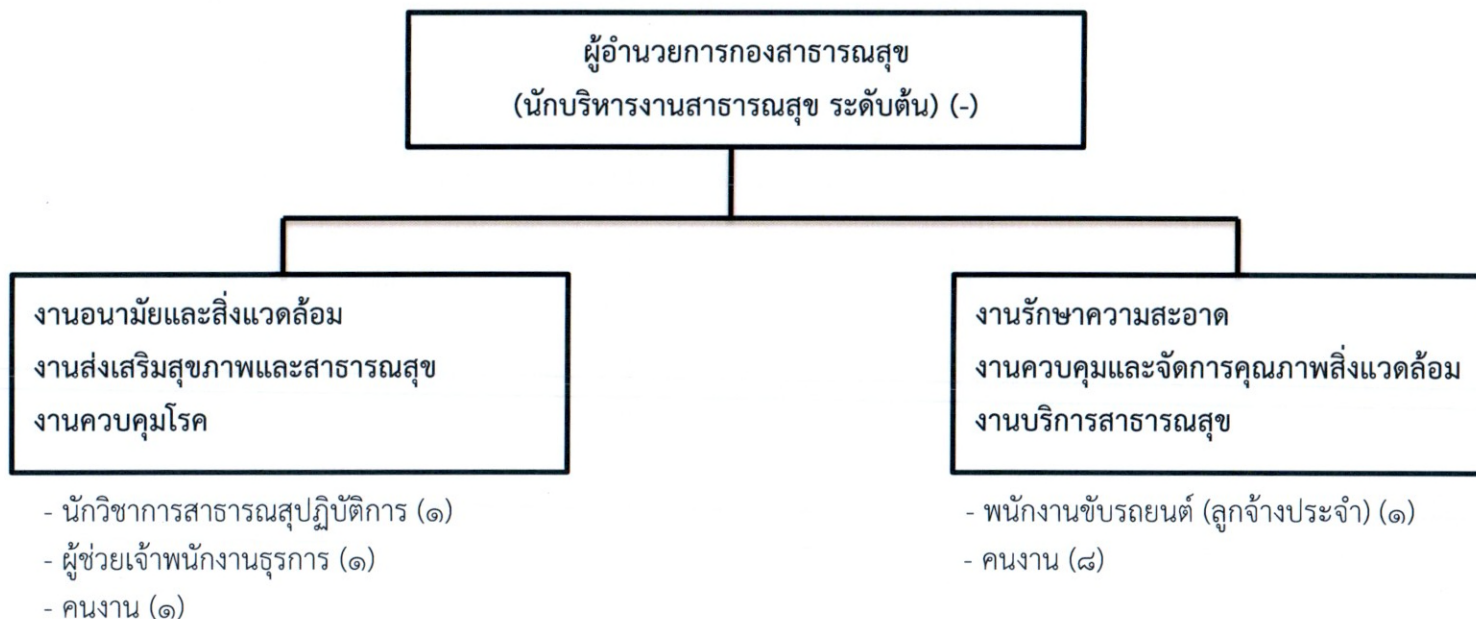 ผู้อำนวยการกองสาธารณสุข
(นักบริหารงานสาธารณสุข ระดับต้น) (-)
งานอนามัยและสิ่งแวดล้อม
งานส่งเสริมสุขภาพและสาธารณสุข
งานควบคุมโรค
- นักวิชาการสาธารณสุปฏิบัติการ (๑)
- ผู้ช่วยเจ้าพนักงานธุรการ (๑)
- คนงาน (๑)
งานรักษาความสะอาด
งานควบคุมและจัดการคุณภาพสิ่งแวดล้อม
งานบริการสาธารณสุข
- พนักงานขับรถยนต์ (ลูกจ้างประจำ) (๑)
- คนงาน (๘)